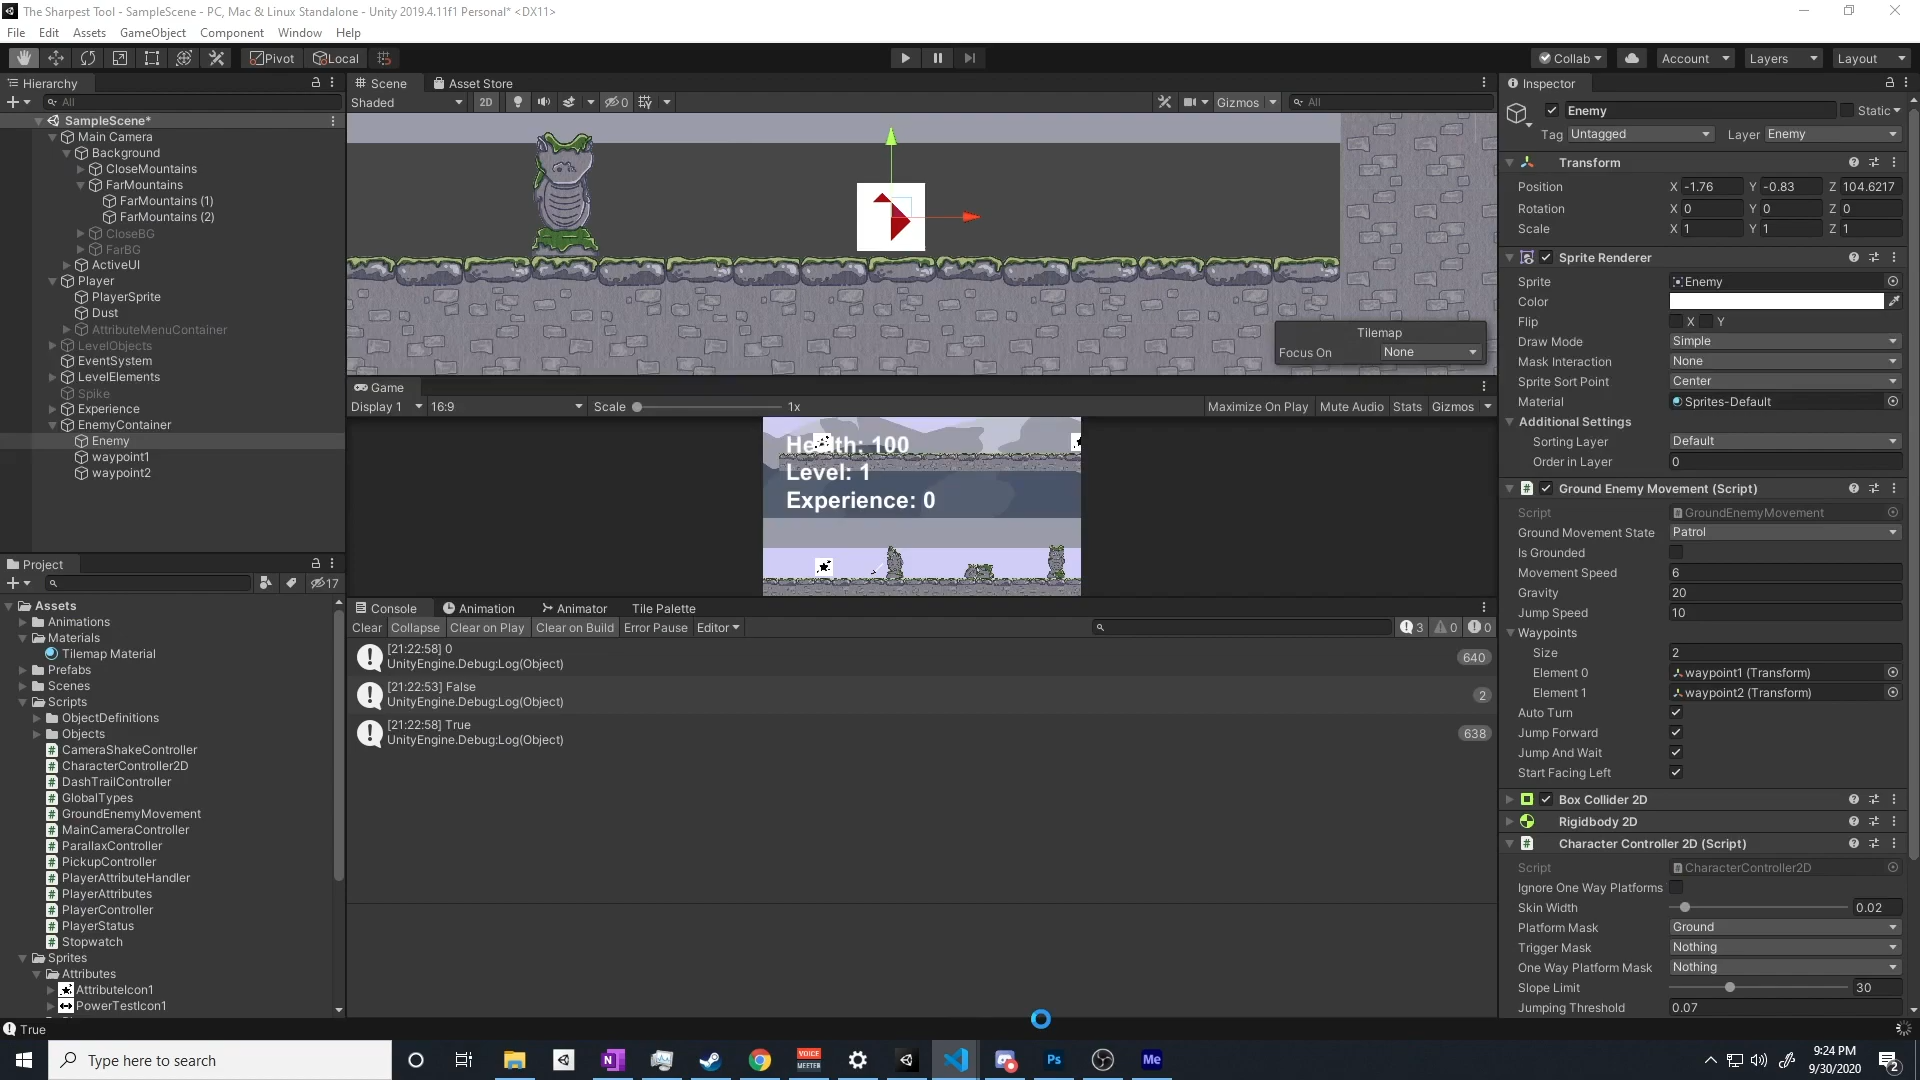 The Sharpest Tool - SampleScene - PC, Mac & Linux Standalone - Unity 2019.4.11f1 Personal* <DX11>
File Edit Assets GameObject Component Window Help
Pivot Local Collab Account Layers Layout
Hierarchy
All
SampleScene*
Main Camera
Background
CloseMountains
FarMountains
FarMountains (1)
FarMountains (2)
CloseBG
FarBG
ActiveUI
Player
PlayerSprite
Dust
AttributeMenuContainer
LevelObjects
EventSystem
LevelElements
Spike
Experience
EnemyContainer
Enemy
waypoint1
waypoint2
Project
17
Assets
Animations
Materials
Tilemap Material
Prefabs
Scenes
Scripts
ObjectDefinitions
Objects
CameraShakeController
CharacterController2D
DashTrailController
GlobalTypes
GroundEnemyMovement
MainCameraController
ParallaxController
PickupController
PlayerAttributeHandler
PlayerAttributes
PlayerController
PlayerStatus
Stopwatch
Sprites
Attributes
AttributeIcon1
PowerTestIcon1
True
Scene Asset Store
Shaded 2D 0 Gizmos All
Tilemap
Focus On None
Game
Display 1 16:9 Scale 1x Maximize On Play Mute Audio Stats Gizmos
Health: 100
Level: 1
Experience: 0
Console Animation Animator Tile Palette
Clear Collapse Clear on Play Clear on Build Error Pause Editor 3 0 0
[21:22:58] 0
UnityEngine.Debug:Log(Object)
640
[21:22:53] False
UnityEngine.Debug:Log(Object)
2
[21:22:58] True
UnityEngine.Debug:Log(Object)
638
Inspector
Enemy Static
Tag Untagged Layer Enemy
Transform
Position X -1.76 Y -0.83 Z 104.6217
Rotation X 0 Y 0 Z 0
Scale X 1 Y 1 Z 1
Sprite Renderer
Sprite Enemy
Color
Flip X Y
Draw Mode Simple
Mask Interaction None
Sprite Sort Point Center
Material Sprites-Default
Additional Settings
Sorting Layer Default
Order in Layer 0
Ground Enemy Movement (Script)
Script GroundEnemyMovement
Ground Movement State Patrol
Is Grounded
Movement Speed 6
Gravity 20
Jump Speed 10
Waypoints
Size 2
Element 0 waypoint1 (Transform)
Element 1 waypoint2 (Transform)
Auto Turn
Jump Forward
Jump And Wait
Start Facing Left
Box Collider 2D
Rigidbody 2D
Character Controller 2D (Script)
Script CharacterController2D
Ignore One Way Platforms
Skin Width 0.02
Platform Mask Ground
Trigger Mask Nothing
One Way Platform Mask Nothing
Slope Limit 30
Jumping Threshold 0.07
Type here to search
N
VOICE MEETER
Ps
Me
9:24 PM
9/30/2020
2